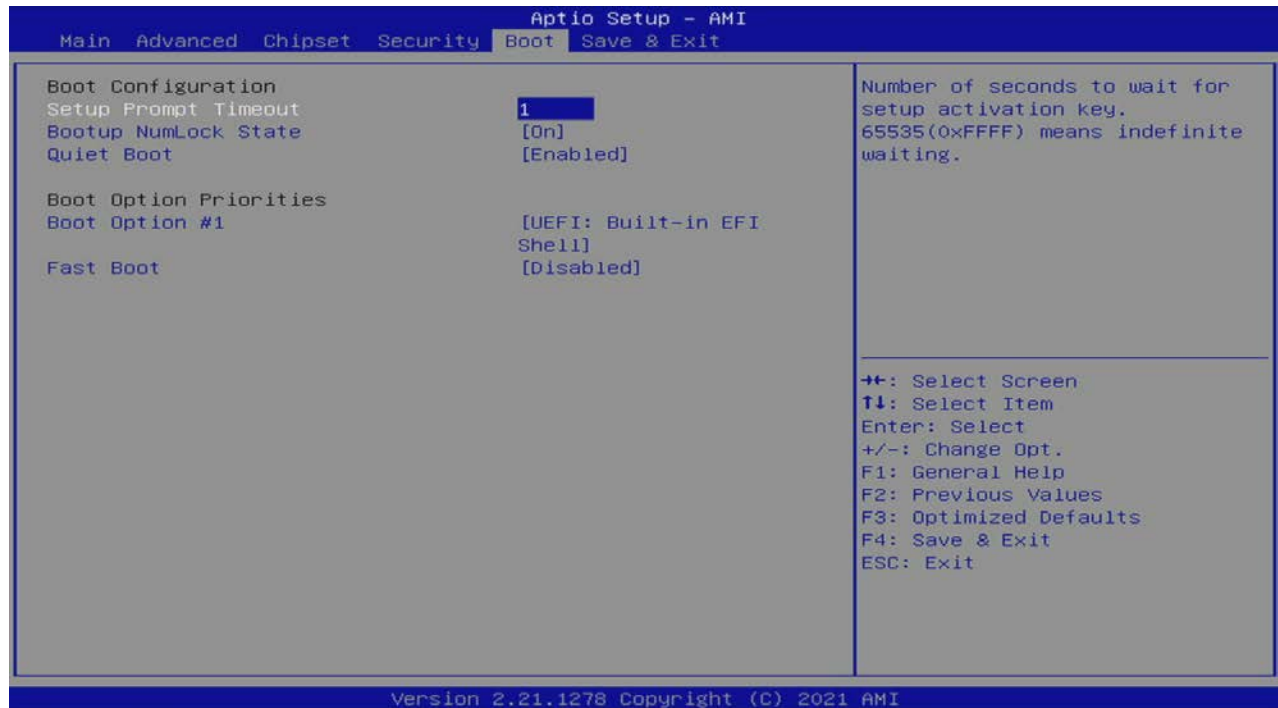 Aptio Setup – AMI
Main Advanced Chipset Security Boot Save & Exit
Boot Configuration
Setup Prompt Timeout 1
Bootup NumLock State [On]
Quiet Boot [Enabled]
Boot Option Priorities
Boot Option #1 [UEFI: Built-in EFI
Shell]
Fast Boot [Disabled]
Number of seconds to wait for
setup activation key.
65535(0xFFFF) means indefinite
waiting.
→←: Select Screen
↑↓: Select Item
Enter: Select
+/-: Change Opt.
F1: General Help
F2: Previous Values
F3: Optimized Defaults
F4: Save & Exit
ESC: Exit
Version 2.21.1278 Copyright (C) 2021 AMI